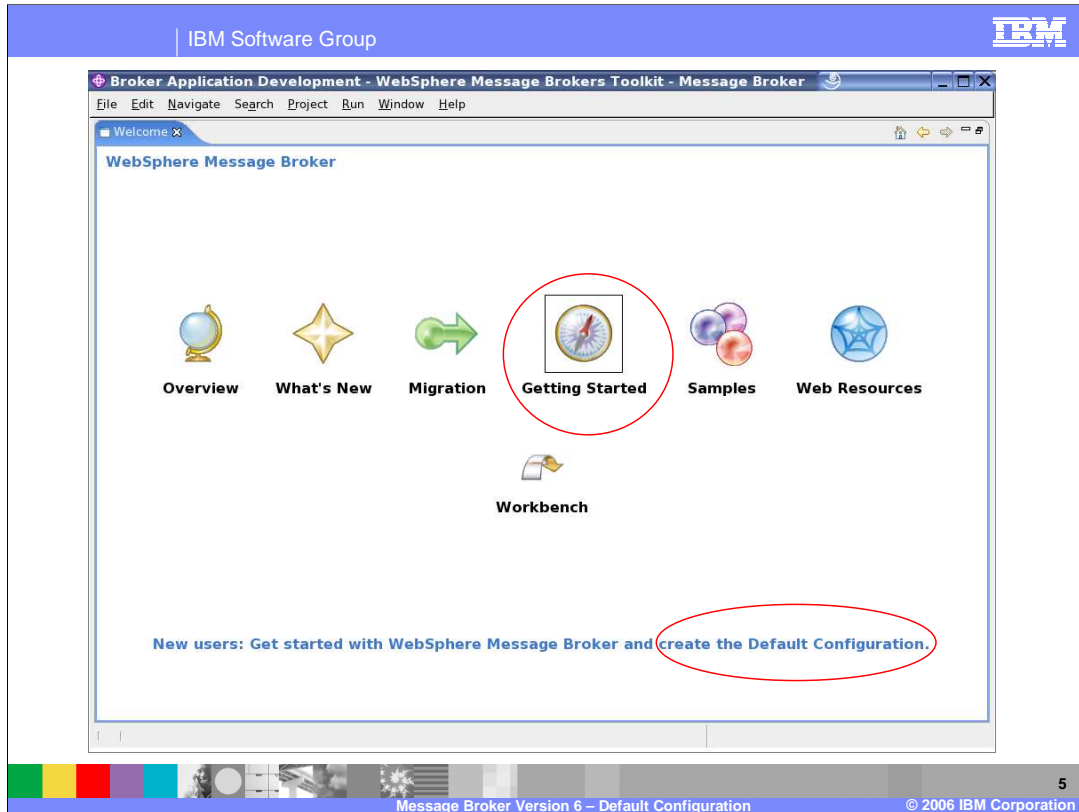 IBM Software Group
IBM
Broker Application Development - WebSphere Message Brokers Toolkit - Message Broker
File Edit Navigate Search Project Run Window Help
Welcome
WebSphere Message Broker
Overview What's New Migration Getting Started Samples Web Resources
Workbench
New users: Get started with WebSphere Message Broker and create the Default Configuration.
5
Message Broker Version 6 – Default Configuration © 2006 IBM Corporation